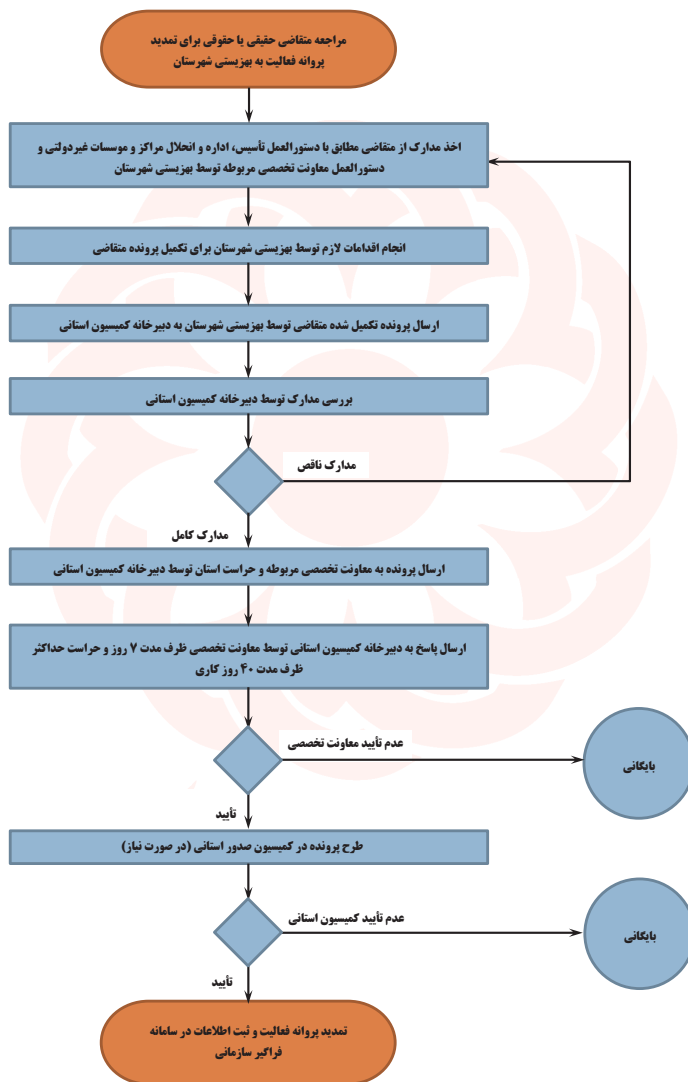 مراجعه متقاضی حقیقی یا حقوقی برای تمدید
پروانه فعالیت به بهزیستی شهرستان
اخذ مدارک از متقاضی مطابق با دستورالعمل تأسیس، اداره و انحلال مراکز و موسسات غیردولتی و
دستورالعمل معاونت تخصصی مربوطه توسط بهزیستی شهرستان
انجام اقدامات لازم توسط بهزیستی شهرستان برای تکمیل پرونده متقاضی
ارسال پرونده تکمیل شده متقاضی توسط بهزیستی شهرستان به دبیرخانه کمیسیون استانی
بررسی مدارک توسط دبیرخانه کمیسیون استانی
مدارک ناقص
مدارک کامل
ارسال پرونده به معاونت تخصصی مربوطه و حراست استان توسط دبیرخانه کمیسیون استانی
ارسال پاسخ به دبیرخانه کمیسیون استانی توسط معاونت تخصصی ظرف مدت ۷ روز و حراست حداکثر
ظرف مدت ۴۰ روز کاری
عدم تأیید معاونت تخصصی
بایگانی
تأیید
طرح پرونده در کمیسیون صدور استانی (در صورت نیاز)
عدم تأیید کمیسیون استانی
بایگانی
تأیید
تمدید پروانه فعالیت و ثبت اطلاعات در سامانه
فراگیر سازمانی